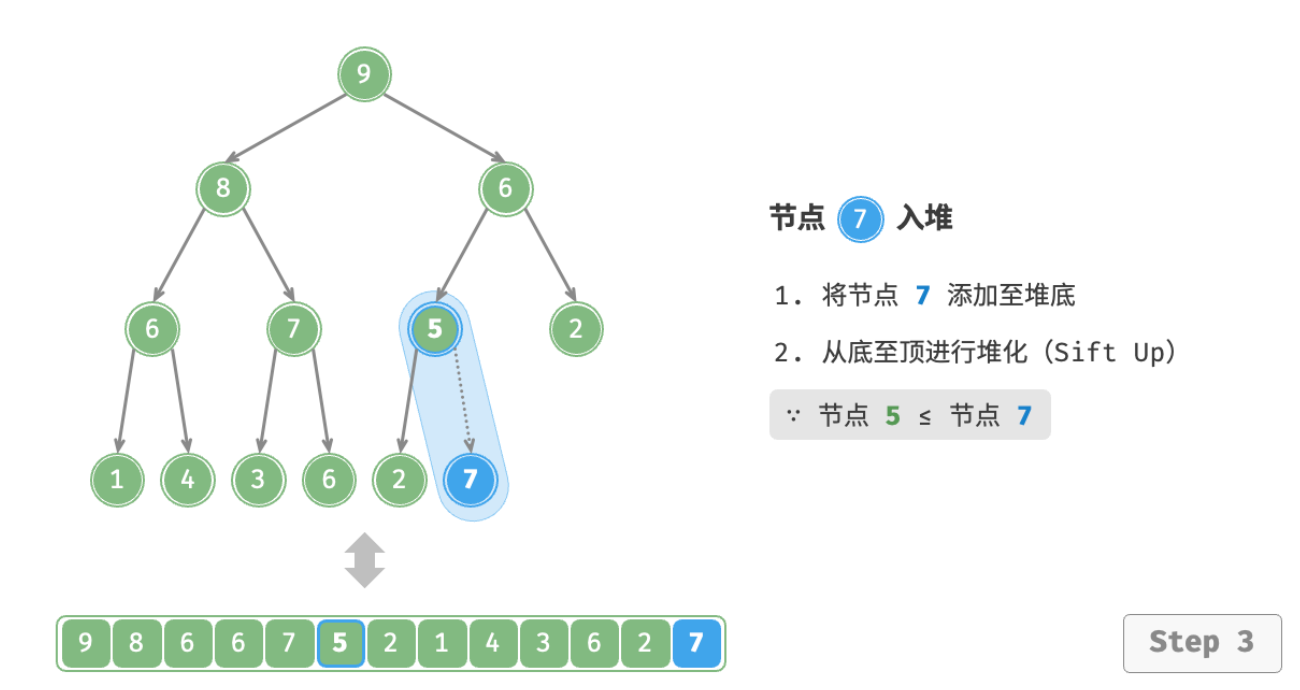 9
8 6
节点 7 入堆
1. 将节点 7 添加至堆底
6 7 5 2
2. 从底至顶进行堆化（Sift Up）
∵ 节点 5 ≤ 节点 7
1 4 3 6 2 7
9 8 6 6 7 5 2 1 4 3 6 2 7
Step 3